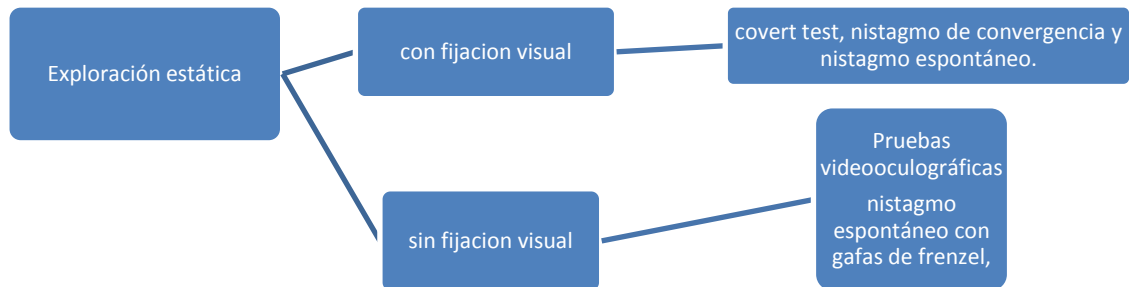 Exploración estática
con fijacion visual
covert test, nistagmo de convergencia y
nistagmo espontáneo.
sin fijacion visual
Pruebas
videooculográficas
nistagmo
espontáneo con
gafas de frenzel,